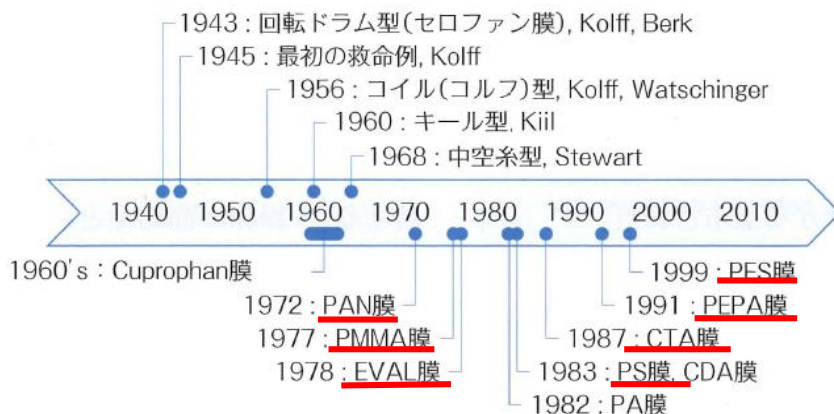 1943 : 回転ドラム型(セロファン膜), Kolff, Berk
1945 : 最初の救命例, Kolff
1956 : コイル(コルフ)型, Kolff, Watschinger
1960 : キール型, Kiil
1968 : 中空糸型, Stewart
1940 1950 1960 1970 1980 1990 2000 2010
1960's : Cuprophan膜
1999 : PES膜
1972 : PAN膜
1991 : PEPA膜
1977 : PMMA膜
1987 : CTA膜
1978 : EVAL膜
1983 : PS膜, CDA膜
1982 : PA膜